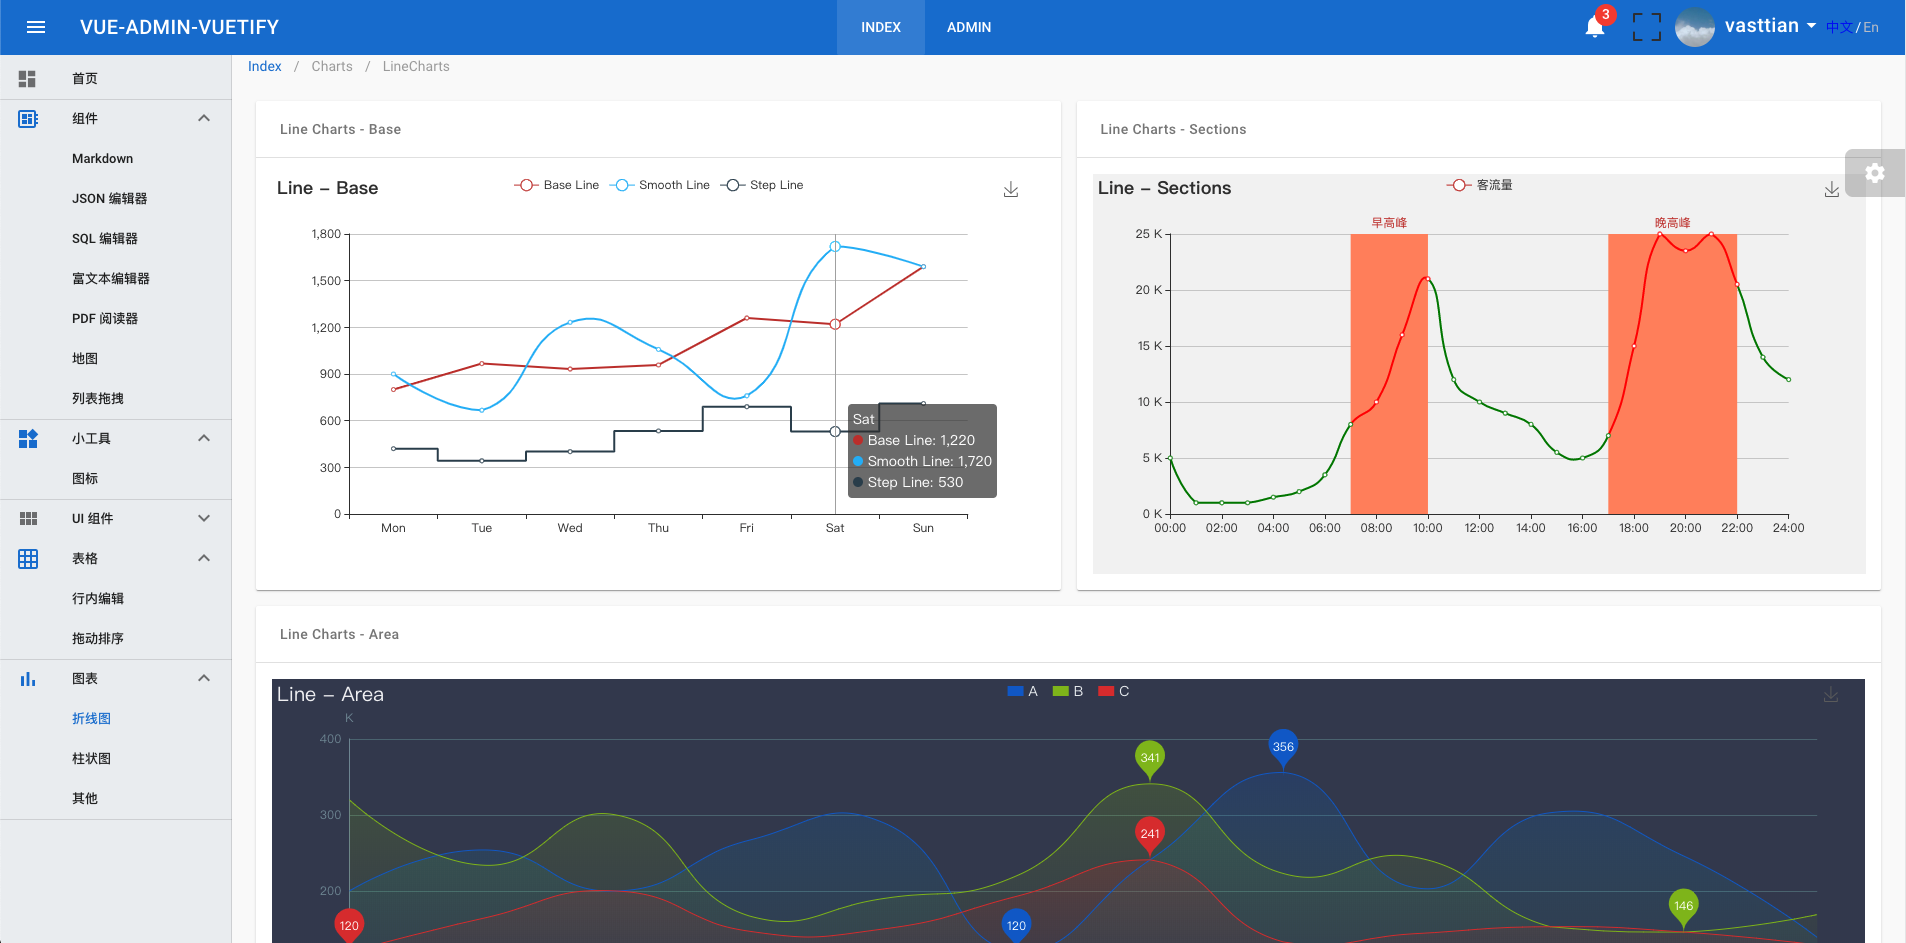 VUE-ADMIN-VUETIFY
INDEX
ADMIN
3
vasttian
中文/En
首页
组件
Markdown
JSON 编辑器
SQL 编辑器
富文本编辑器
PDF 阅读器
地图
列表拖拽
小工具
图标
UI 组件
表格
行内编辑
拖动排序
图表
折线图
柱状图
其他
Index / Charts / LineCharts
Line Charts - Base
Line – Base
Base Line
Smooth Line
Step Line
1,800
1,500
1,200
900
600
300
0
Mon
Tue
Wed
Thu
Fri
Sat
Sun
Sat
Base Line: 1,220
Smooth Line: 1,720
Step Line: 530
Line Charts - Sections
Line – Sections
客流量
早高峰
晚高峰
25 K
20 K
15 K
10 K
5 K
0 K
00:00
02:00
04:00
06:00
08:00
10:00
12:00
14:00
16:00
18:00
20:00
22:00
24:00
Line Charts - Area
Line – Area
A
B
C
K
400
300
200
341
356
241
120
120
146